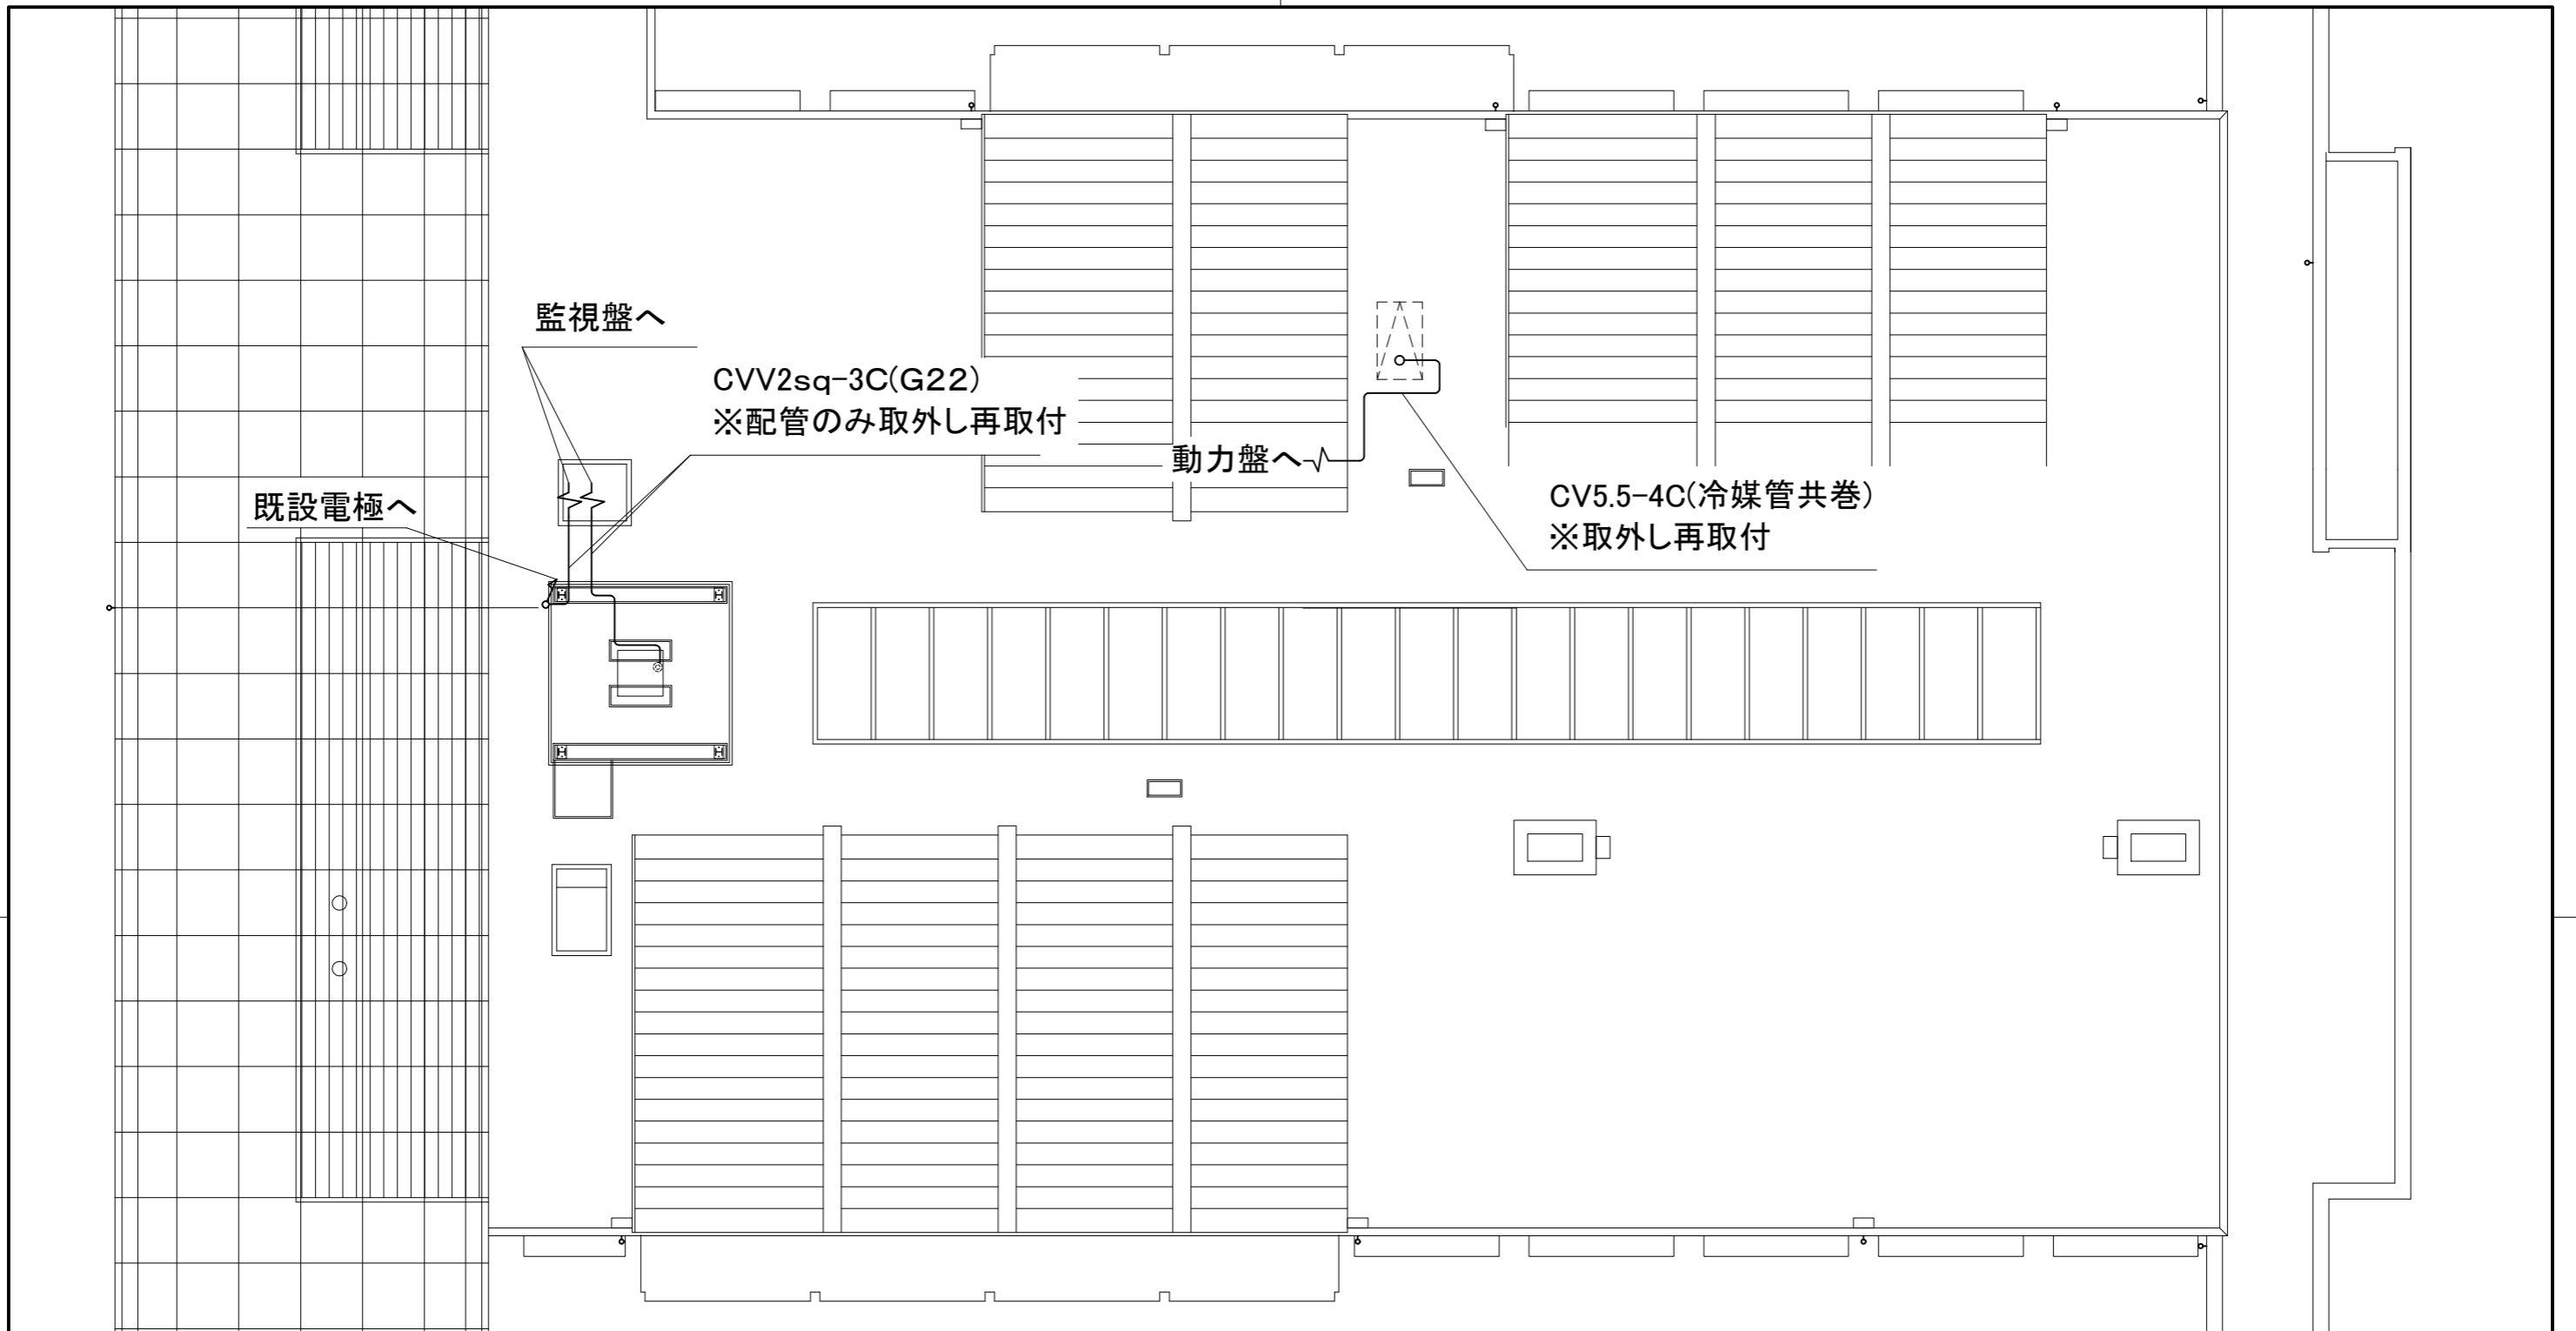 監視盤へ
CVV2sq-3C(G22)
※配管のみ取外し再取付
動力盤へ
既設電極へ
CV5.5-4C(冷媒管共巻)
※取外し再取付